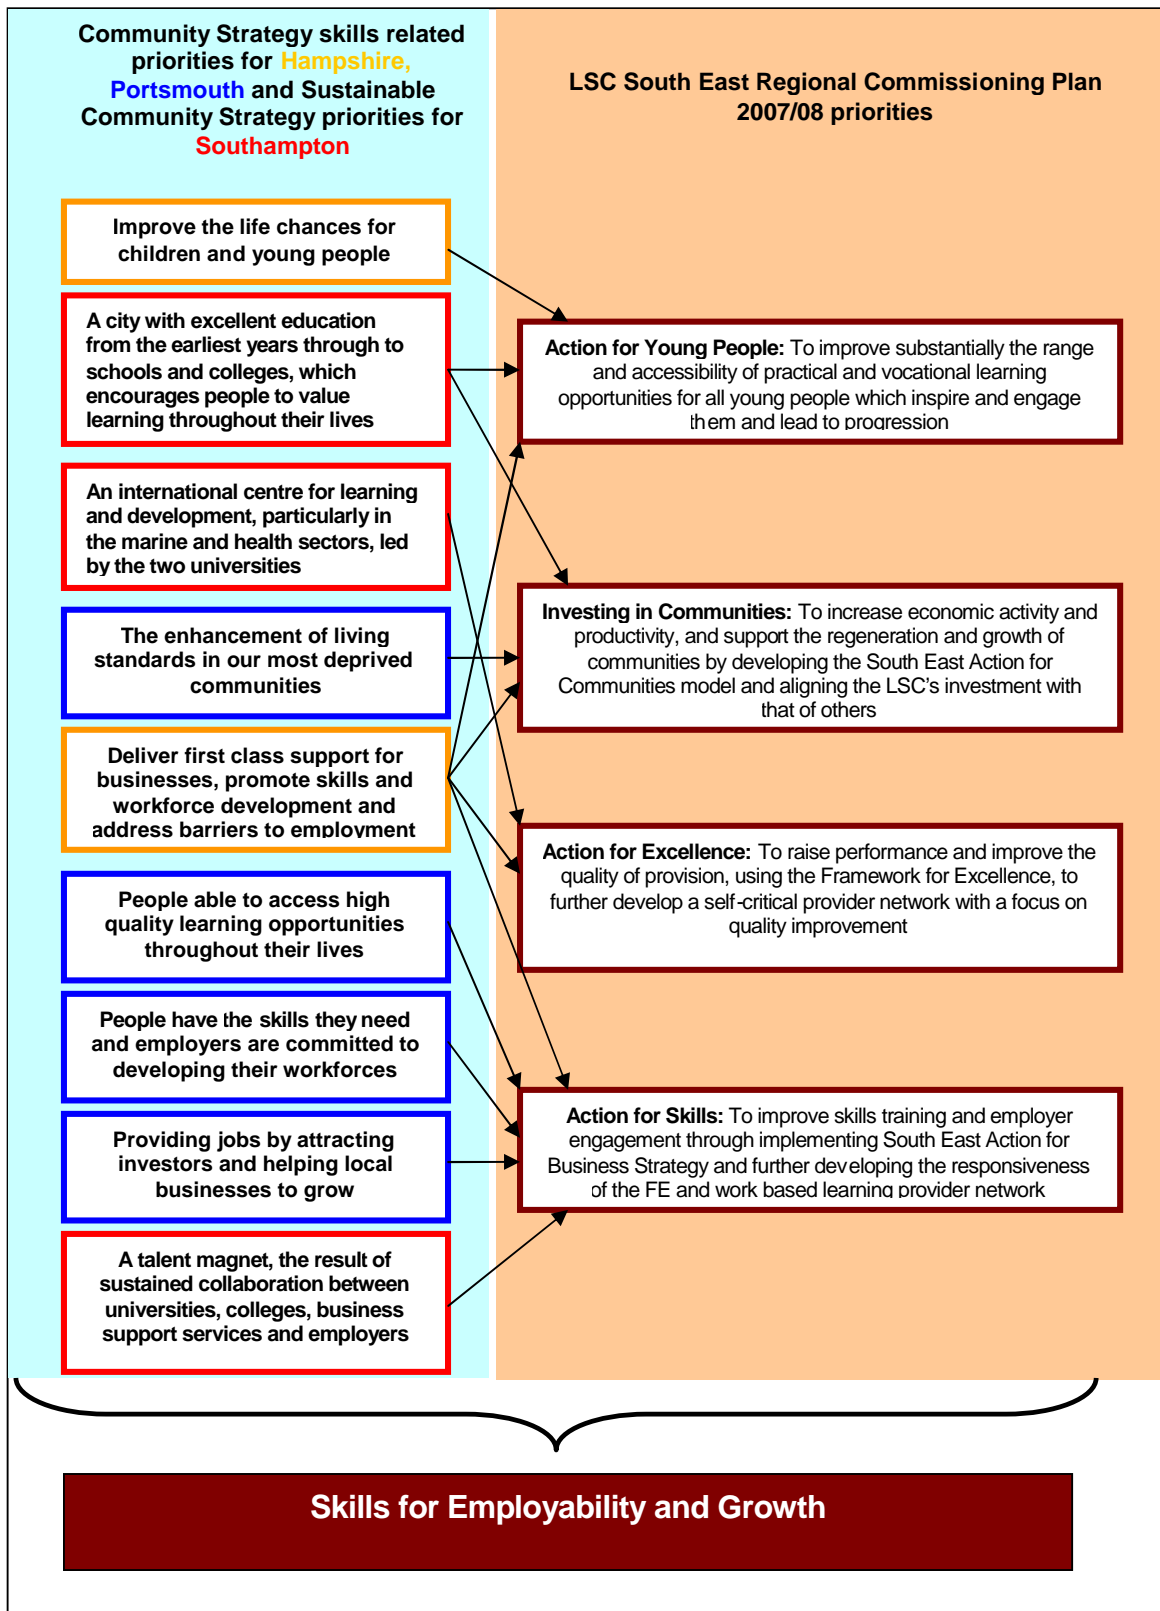 Community Strategy skills related
priorities for Hampshire,
Portsmouth and Sustainable
Community Strategy priorities for
Southampton
LSC South East Regional Commissioning Plan
2007/08 priorities
Improve the life chances for
children and young people
A city with excellent education
from the earliest years through to
schools and colleges, which
encourages people to value
learning throughout their lives
An international centre for learning
and development, particularly in
the marine and health sectors, led
by the two universities
The enhancement of living
standards in our most deprived
communities
Deliver first class support for
businesses, promote skills and
workforce development and
address barriers to employment
People able to access high
quality learning opportunities
throughout their lives
People have the skills they need
and employers are committed to
developing their workforces
Providing jobs by attracting
investors and helping local
businesses to grow
A talent magnet, the result of
sustained collaboration between
universities, colleges, business
support services and employers
Action for Young People: To improve substantially the range
and accessibility of practical and vocational learning
opportunities for all young people which inspire and engage
them and lead to progression
Investing in Communities: To increase economic activity and
productivity, and support the regeneration and growth of
communities by developing the South East Action for
Communities model and aligning the LSC's investment with
that of others
Action for Excellence: To raise performance and improve the
quality of provision, using the Framework for Excellence, to
further develop a self-critical provider network with a focus on
quality improvement
Action for Skills: To improve skills training and employer
engagement through implementing South East Action for
Business Strategy and further developing the responsiveness
of the FE and work based learning provider network
Skills for Employability and Growth